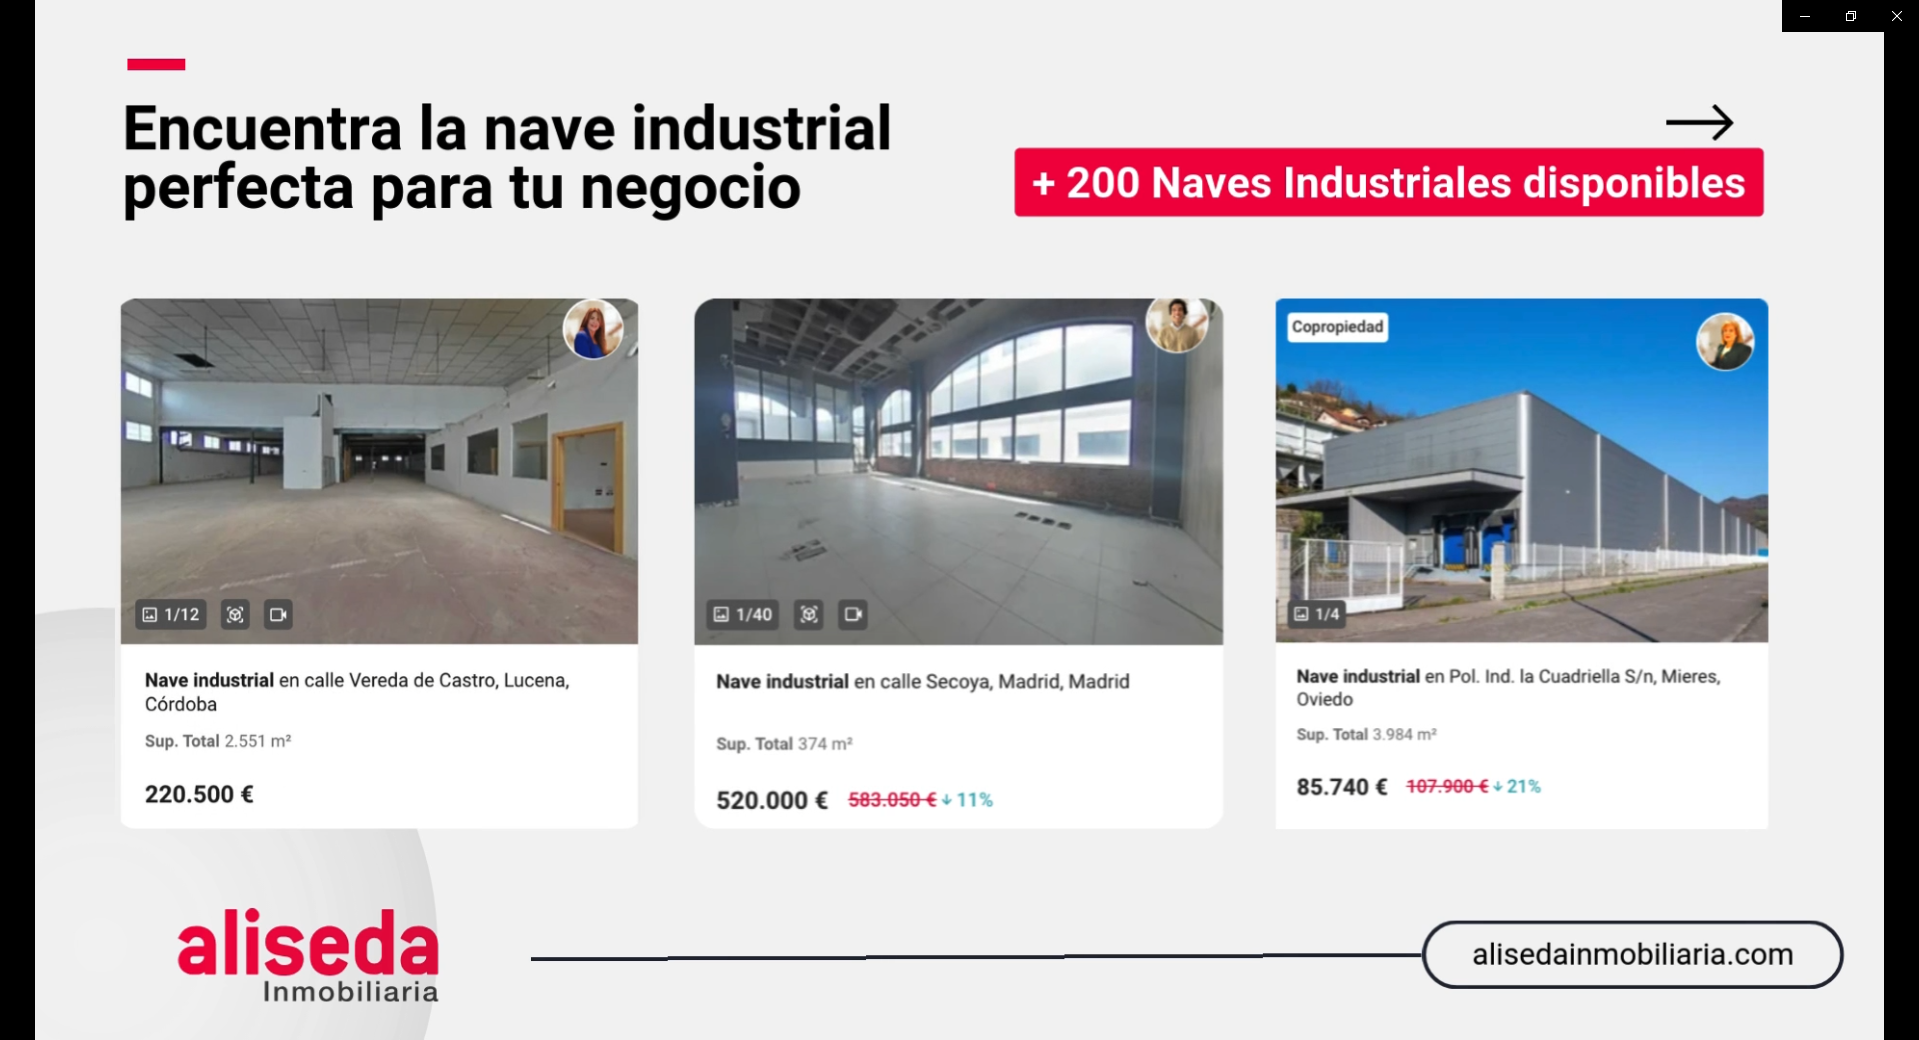 Encuentra la nave industrial
perfecta para tu negocio
+ 200 Naves Industriales disponibles
1/12
Nave industrial en calle Vereda de Castro, Lucena,
Córdoba
Sup. Total 2.551 m²
220.500 €
1/40
Nave industrial en calle Secoya, Madrid, Madrid
Sup. Total 374 m²
520.000 € 583.050 € 11%
Copropiedad
1/4
Nave industrial en Pol. Ind. la Cuadriella S/n, Mieres,
Oviedo
Sup. Total 3.984 m²
85.740 € 107.900 € 21%
aliseda
Inmobiliaria
alisedainmobiliaria.com